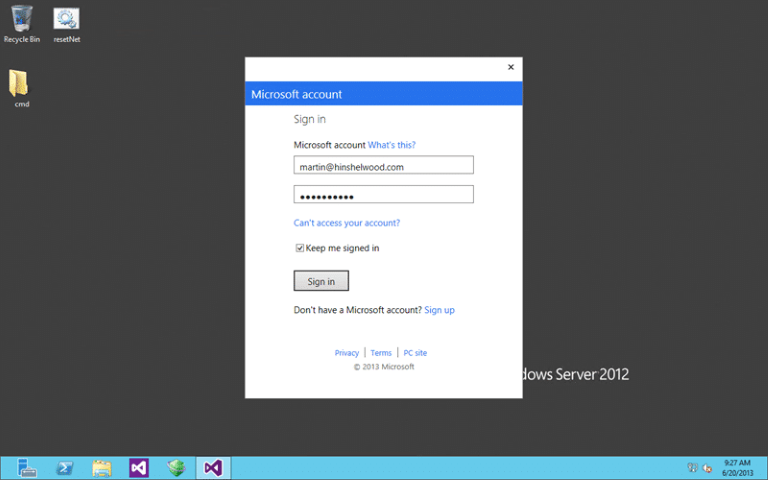 Recycle Bin
resetNet
cmd
Microsoft account
Sign in
Microsoft account What's this?
martin@hinshelwood.com
Can't access your account?
Keep me signed in
Sign in
Don't have a Microsoft account? Sign up
Privacy | Terms | PC site
© 2013 Microsoft
dows Server 2012
9:27 AM
6/20/2013